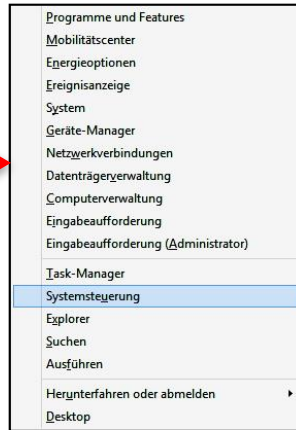 Programme und Features
Mobilitätscenter
Energieoptionen
Ereignisanzeige
System
Geräte-Manager
Netzwerkverbindungen
Datenträgerverwaltung
Computerverwaltung
Eingabeaufforderung
Eingabeaufforderung (Administrator)
Task-Manager
Systemsteuerung
Explorer
Suchen
Ausführen
Herunterfahren oder abmelden
Desktop